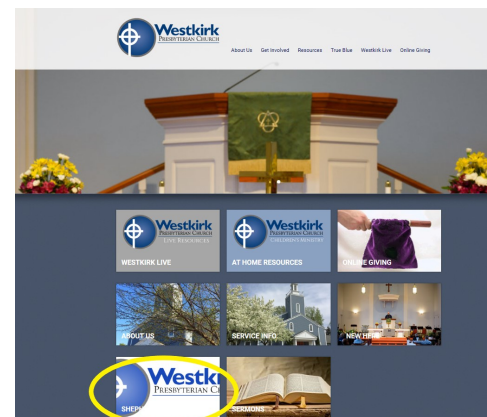 Westkirk
PRESBYTERIAN CHURCH
About Us Get Involved Resources True Blue Westkirk Live Online Giving
Westkirk
PRESBYTERIAN CHURCH
LIVE RESOURCES
WESTKIRK LIVE
Westkirk
PRESBYTERIAN CHURCH
CHILDREN'S MINISTRY
AT HOME RESOURCES
ONLINE GIVING
ABOUT US
SERVICE INFO
NEW HERE
Westki
PRESBYTERIAN C
SHEP
SERMONS